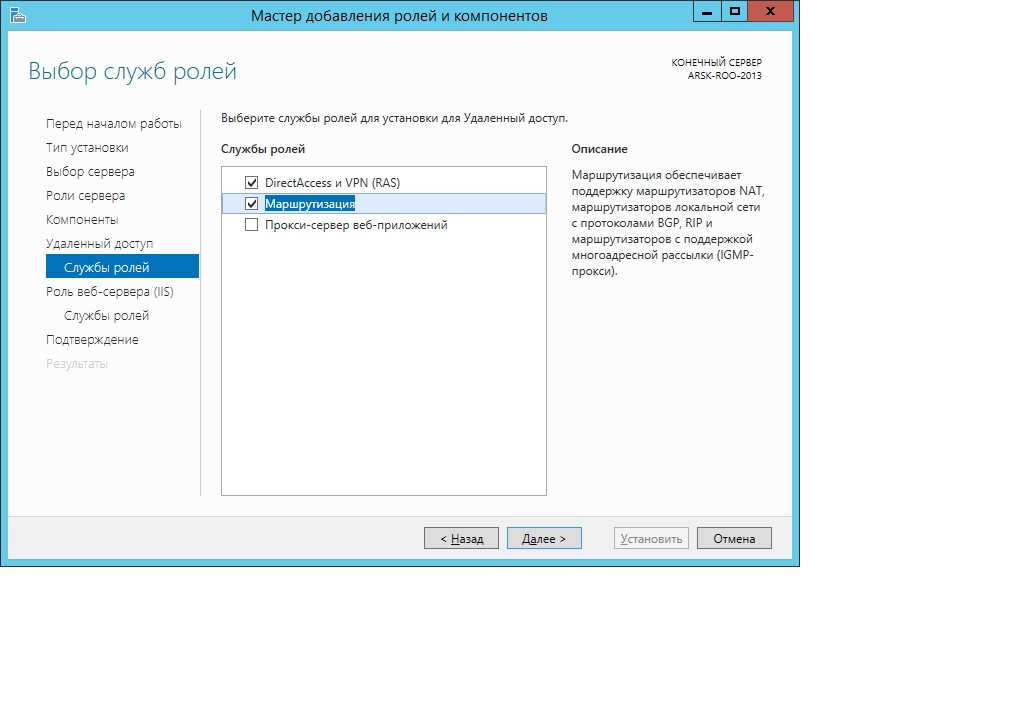 Мастер добавления ролей и компонентов
Выбор служб ролей
КОНЕЧНЫЙ СЕРВЕР
ARSK-ROO-2013
Перед началом работы
Тип установки
Выбор сервера
Роли сервера
Компоненты
Удаленный доступ
Службы ролей
Роль веб-сервера (IIS)
Службы ролей
Подтверждение
Результаты
Выберите службы ролей для установки для Удаленный доступ.
Службы ролей
DirectAccess и VPN (RAS)
Маршрутизация
Прокси-сервер веб-приложений
Описание
Маршрутизация обеспечивает
поддержку маршрутизаторов NAT,
маршрутизаторов локальной сети
с протоколами BGP, RIP и
маршрутизаторов с поддержкой
многоадресной рассылки (IGMP-
прокси).
< Назад
Далее >
Установить
Отмена